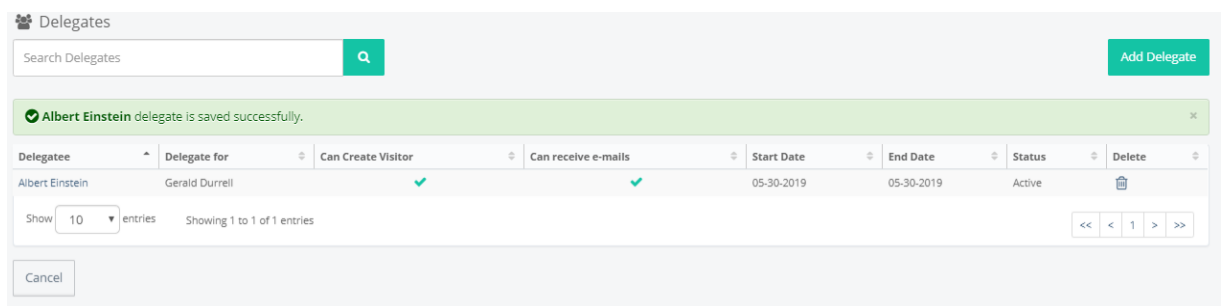 Delegates
Search Delegates
Add Delegate
Albert Einstein delegate is saved successfully. ×
Delegatee Delegate for Can Create Visitor Can receive e-mails Start Date End Date Status Delete
Albert Einstein Gerald Durrell 05-30-2019 05-30-2019 Active
Show 10 entries Showing 1 to 1 of 1 entries << < 1 > >>
Cancel